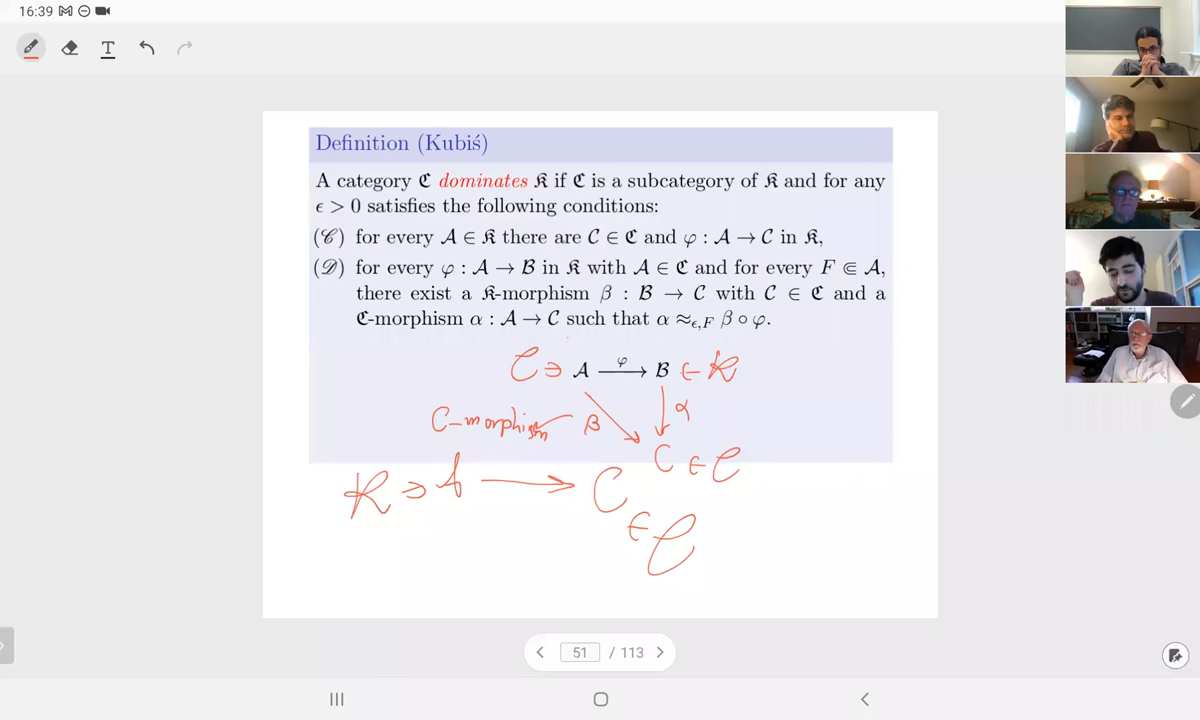 16:39
T
Definition (Kubiś)
A category ℭ dominates 𝔎 if ℭ is a subcategory of 𝔎 and for any
ϵ > 0 satisfies the following conditions:
(𝒞) for every 𝒜 ∈ 𝔎 there are 𝒞 ∈ ℭ and φ : 𝒜 → 𝒞 in 𝔎,
(𝒟) for every φ : 𝒜 → ℬ in 𝔎 with 𝒜 ∈ ℭ and for every F ⋐ 𝒜,
there exist a 𝔎-morphism β : ℬ → 𝒞 with 𝒞 ∈ ℭ and a
ℭ-morphism α : 𝒜 → 𝒞 such that α ≈ϵ,F β ∘ φ.
φ
𝒞 ∋ 𝒜 → ℬ ∈ K
C-morphism β α
C ∈ 𝒞
K ∋ A → C
∈ 𝒞
51 / 113